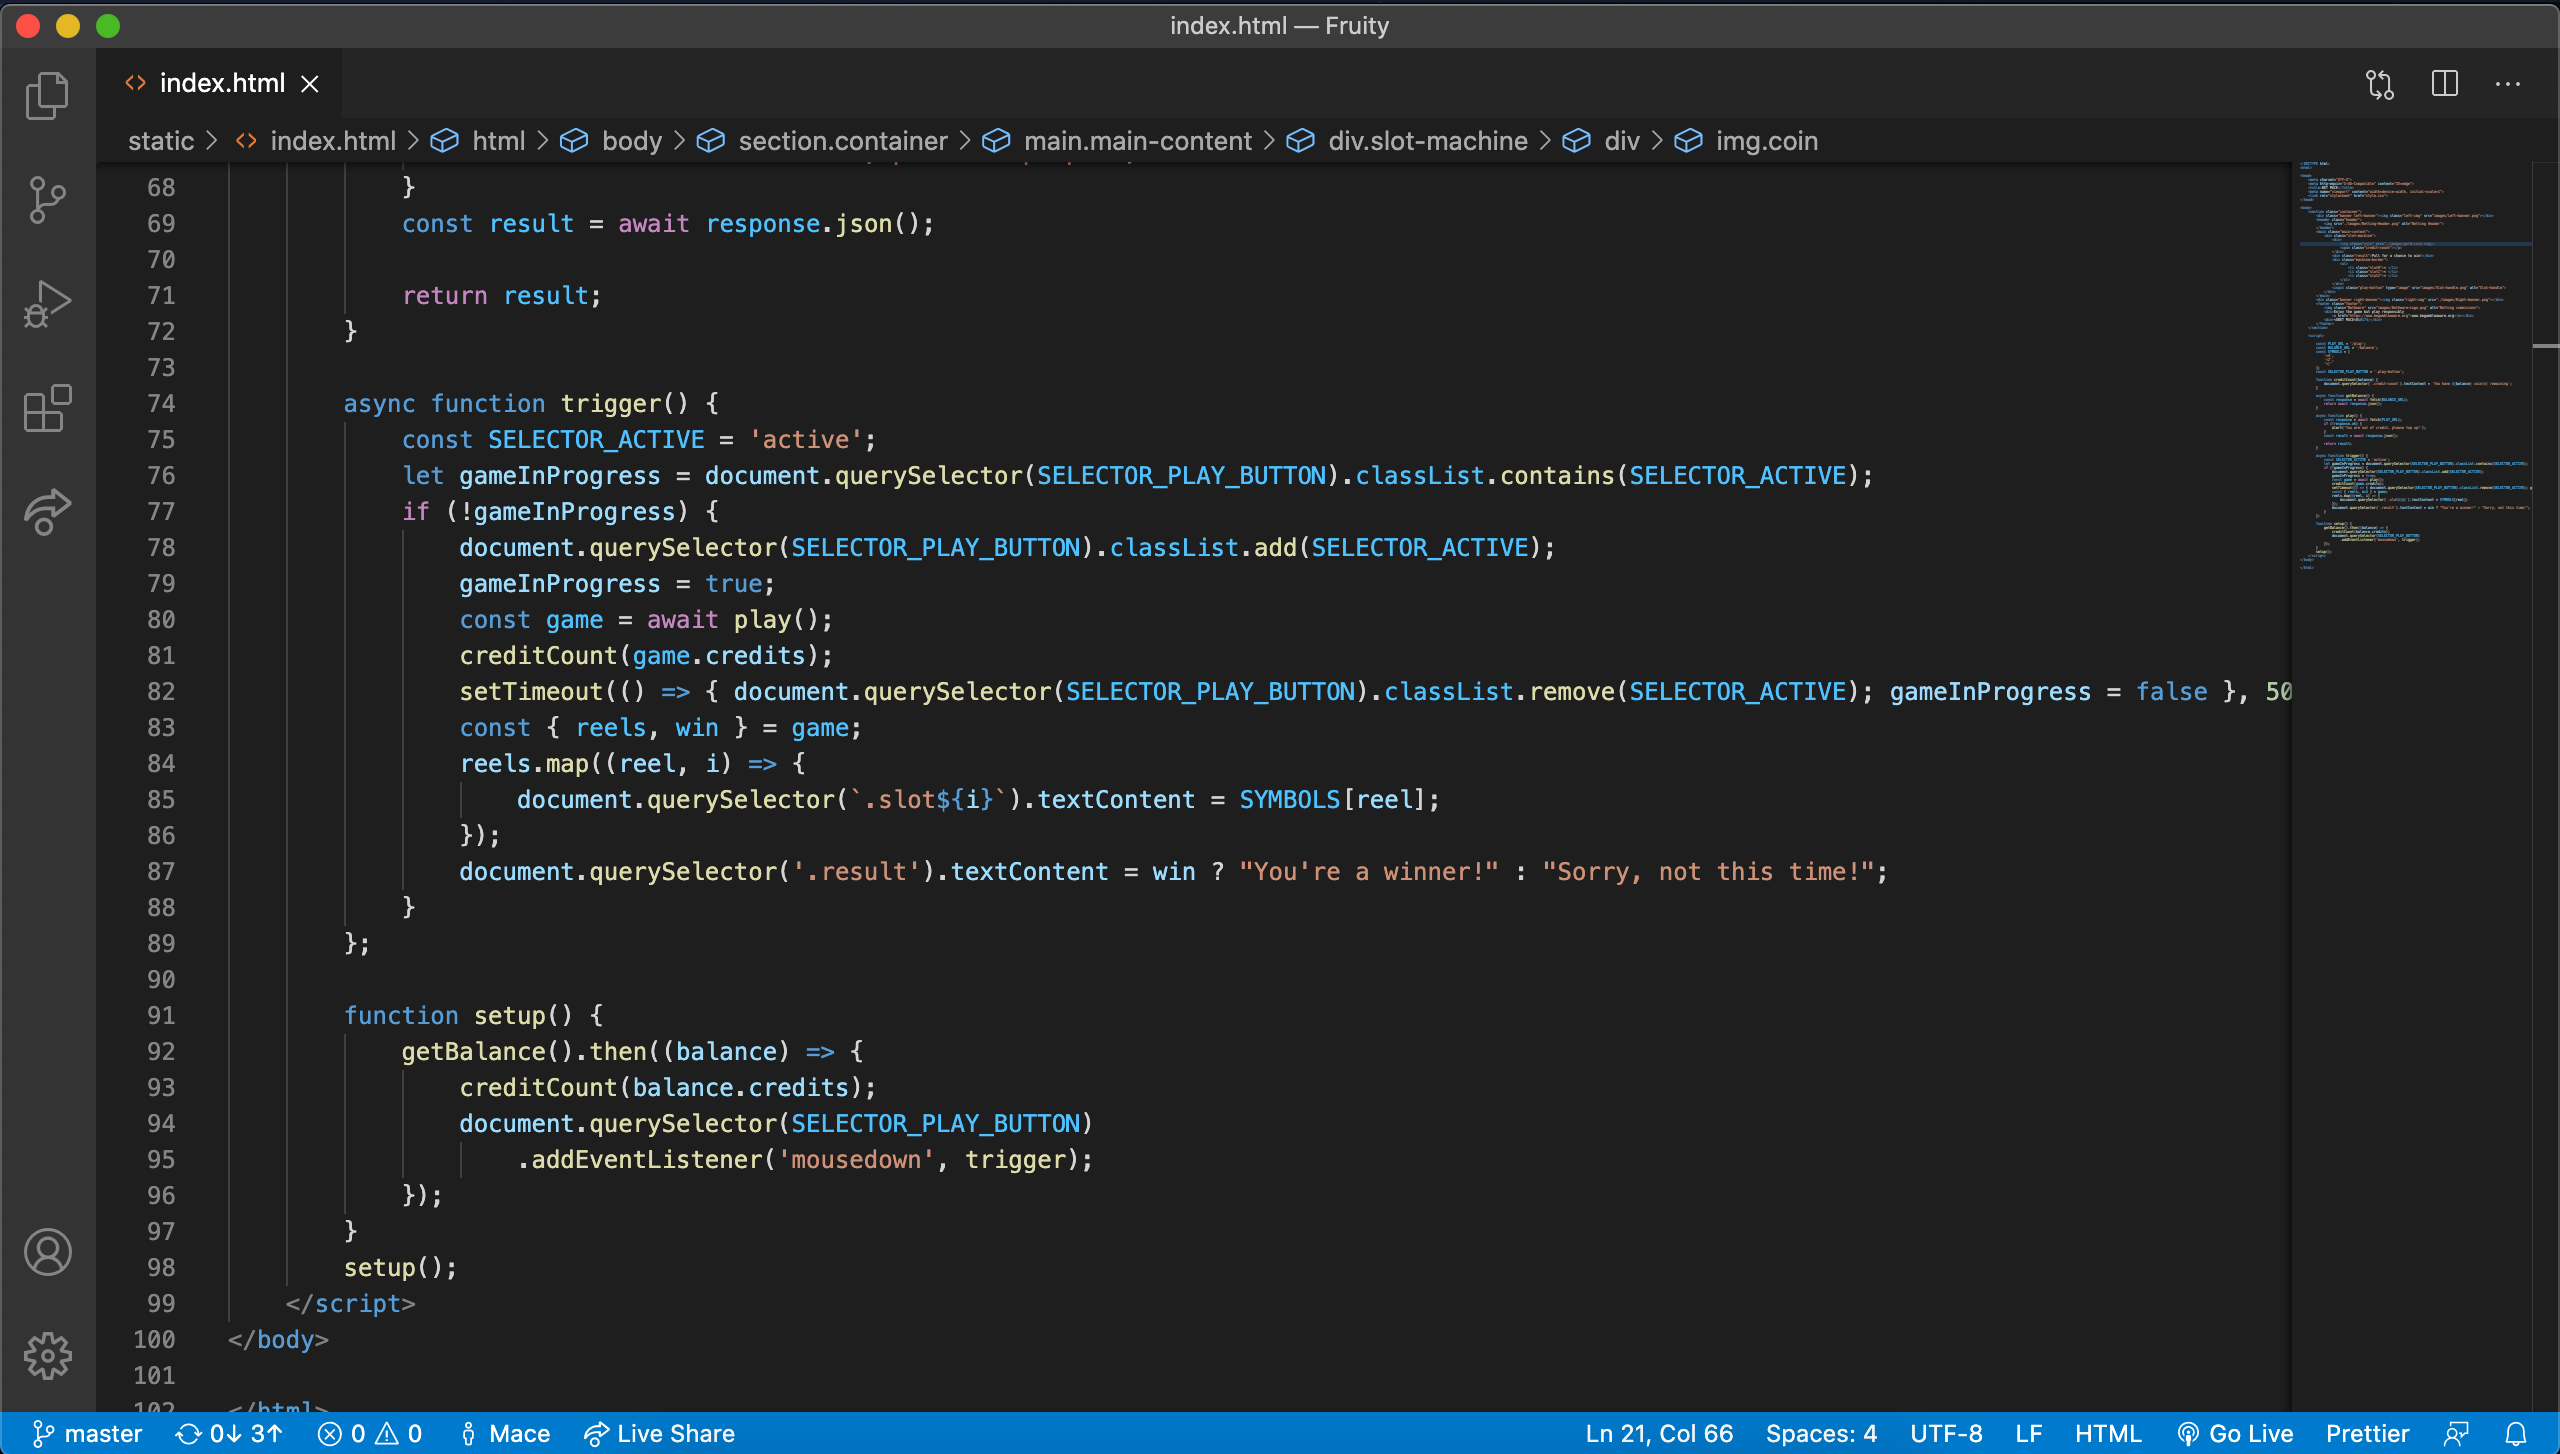 index.html — Fruity
index.html
static > index.html > html > body > section.container > main.main-content > div.slot-machine > div > img.coin
68 }
69 const result = await response.json();
70
71 return result;
72 }
73
74 async function trigger() {
75 const SELECTOR_ACTIVE = 'active';
76 let gameInProgress = document.querySelector(SELECTOR_PLAY_BUTTON).classList.contains(SELECTOR_ACTIVE);
77 if (!gameInProgress) {
78 document.querySelector(SELECTOR_PLAY_BUTTON).classList.add(SELECTOR_ACTIVE);
79 gameInProgress = true;
80 const game = await play();
81 creditCount(game.credits);
82 setTimeout(() => { document.querySelector(SELECTOR_PLAY_BUTTON).classList.remove(SELECTOR_ACTIVE); gameInProgress = false }, 50
83 const { reels, win } = game;
84 reels.map((reel, i) => {
85 document.querySelector(`.slot${i}`).textContent = SYMBOLS[reel];
86 });
87 document.querySelector('.result').textContent = win ? "You're a winner!" : "Sorry, not this time!";
88 }
89 };
90
91 function setup() {
92 getBalance().then((balance) => {
93 creditCount(balance.credits);
94 document.querySelector(SELECTOR_PLAY_BUTTON)
95 .addEventListener('mousedown', trigger);
96 });
97 }
98 setup();
99 </script>
100 </body>
101
102 </html>
master 0↓ 3↑ 0 0 Mace Live Share Ln 21, Col 66 Spaces: 4 UTF-8 LF HTML Go Live Prettier